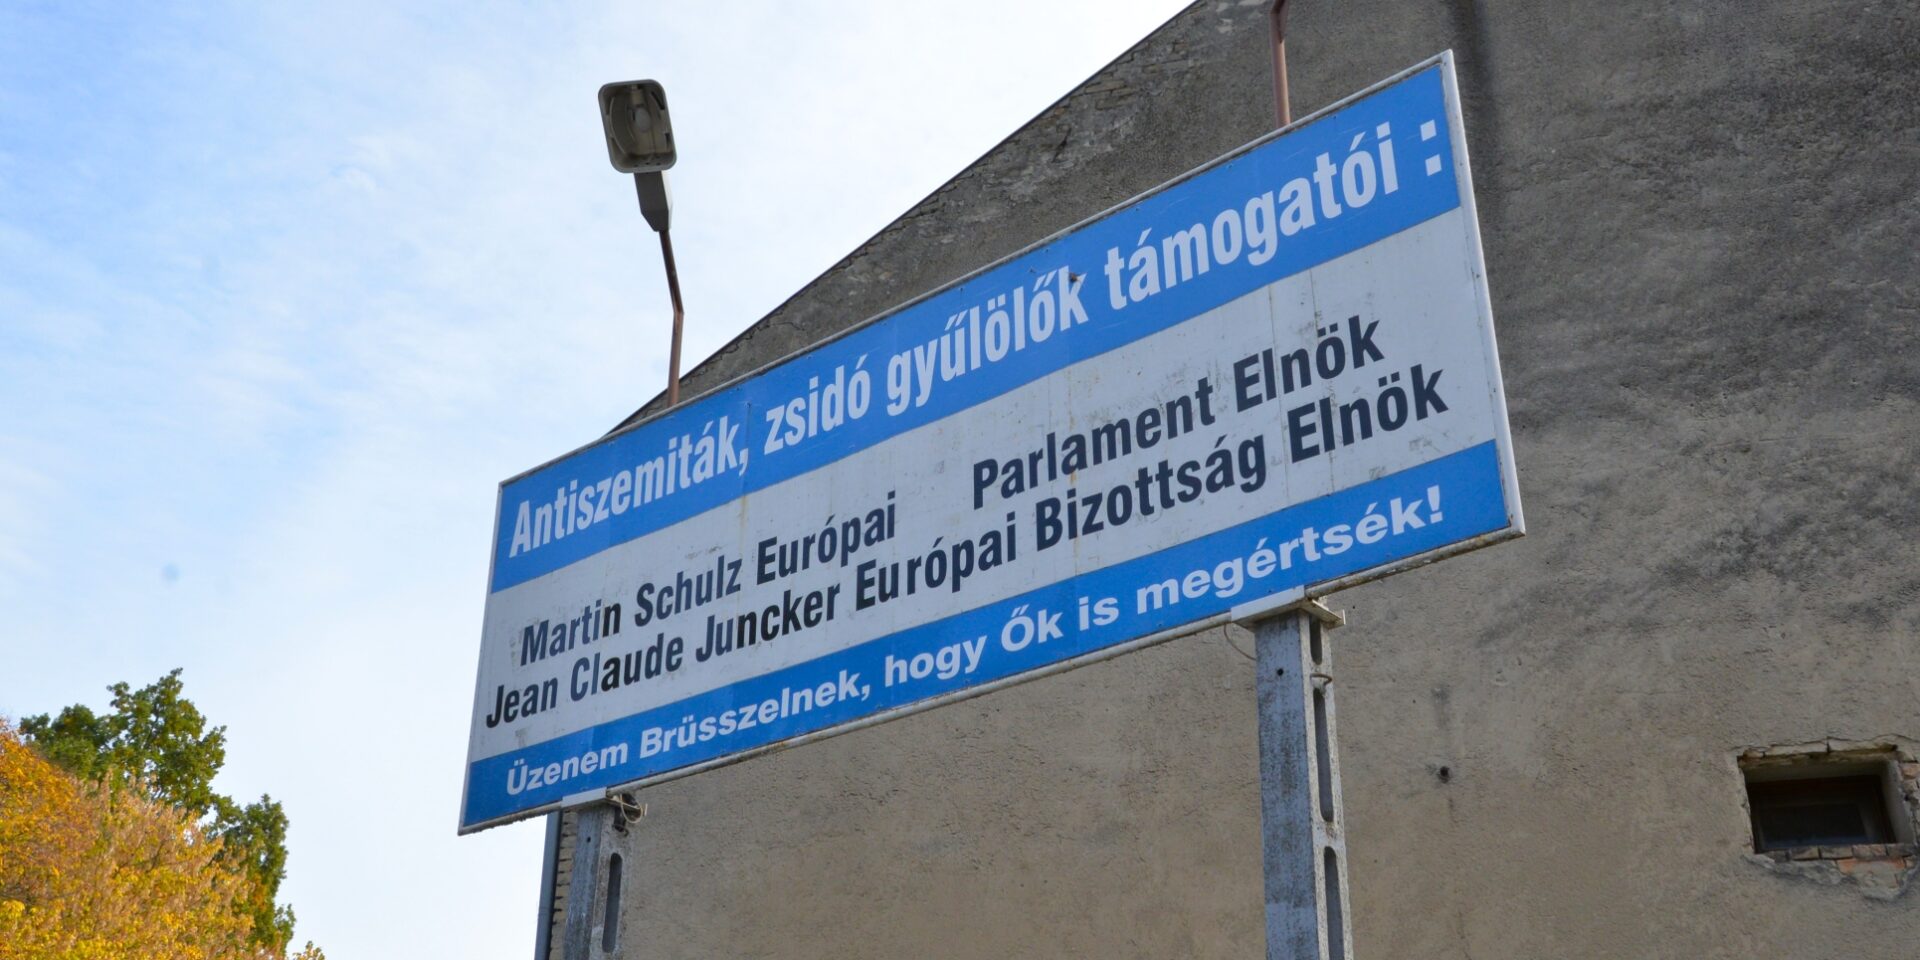 Antiszemiták, zsidó gyűlölők támogatói :
Martin Schulz Európai Parlament Elnök
Jean Claude Juncker Európai Bizottság Elnök
Üzenem Brüsszelnek, hogy Ők is megértsék!